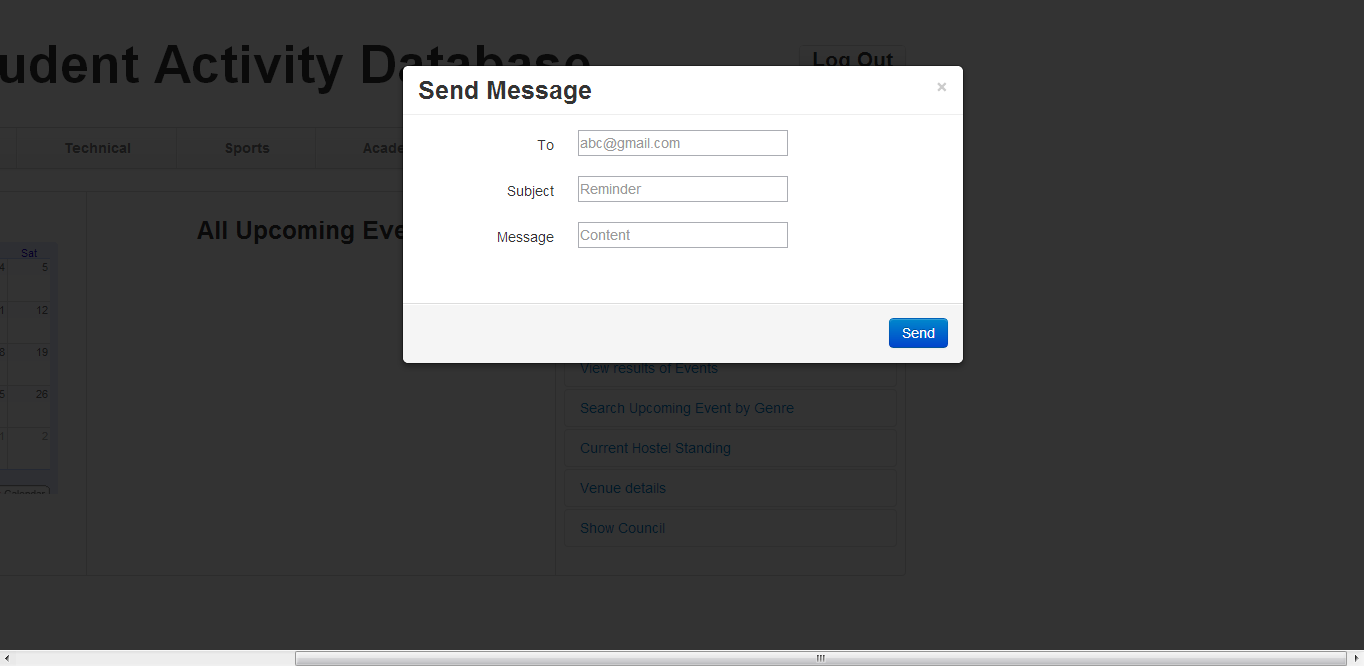 udent Activity Database
Log Out
Technical
Sports
Acade
Send Message
×
To
abc@gmail.com
Subject
Reminder
Message
Content
Send
All Upcoming Eve
Sat
4 5
1 12
8 19
5 26
1 2
Calendar
View results of Events
Search Upcoming Event by Genre
Current Hostel Standing
Venue details
Show Council